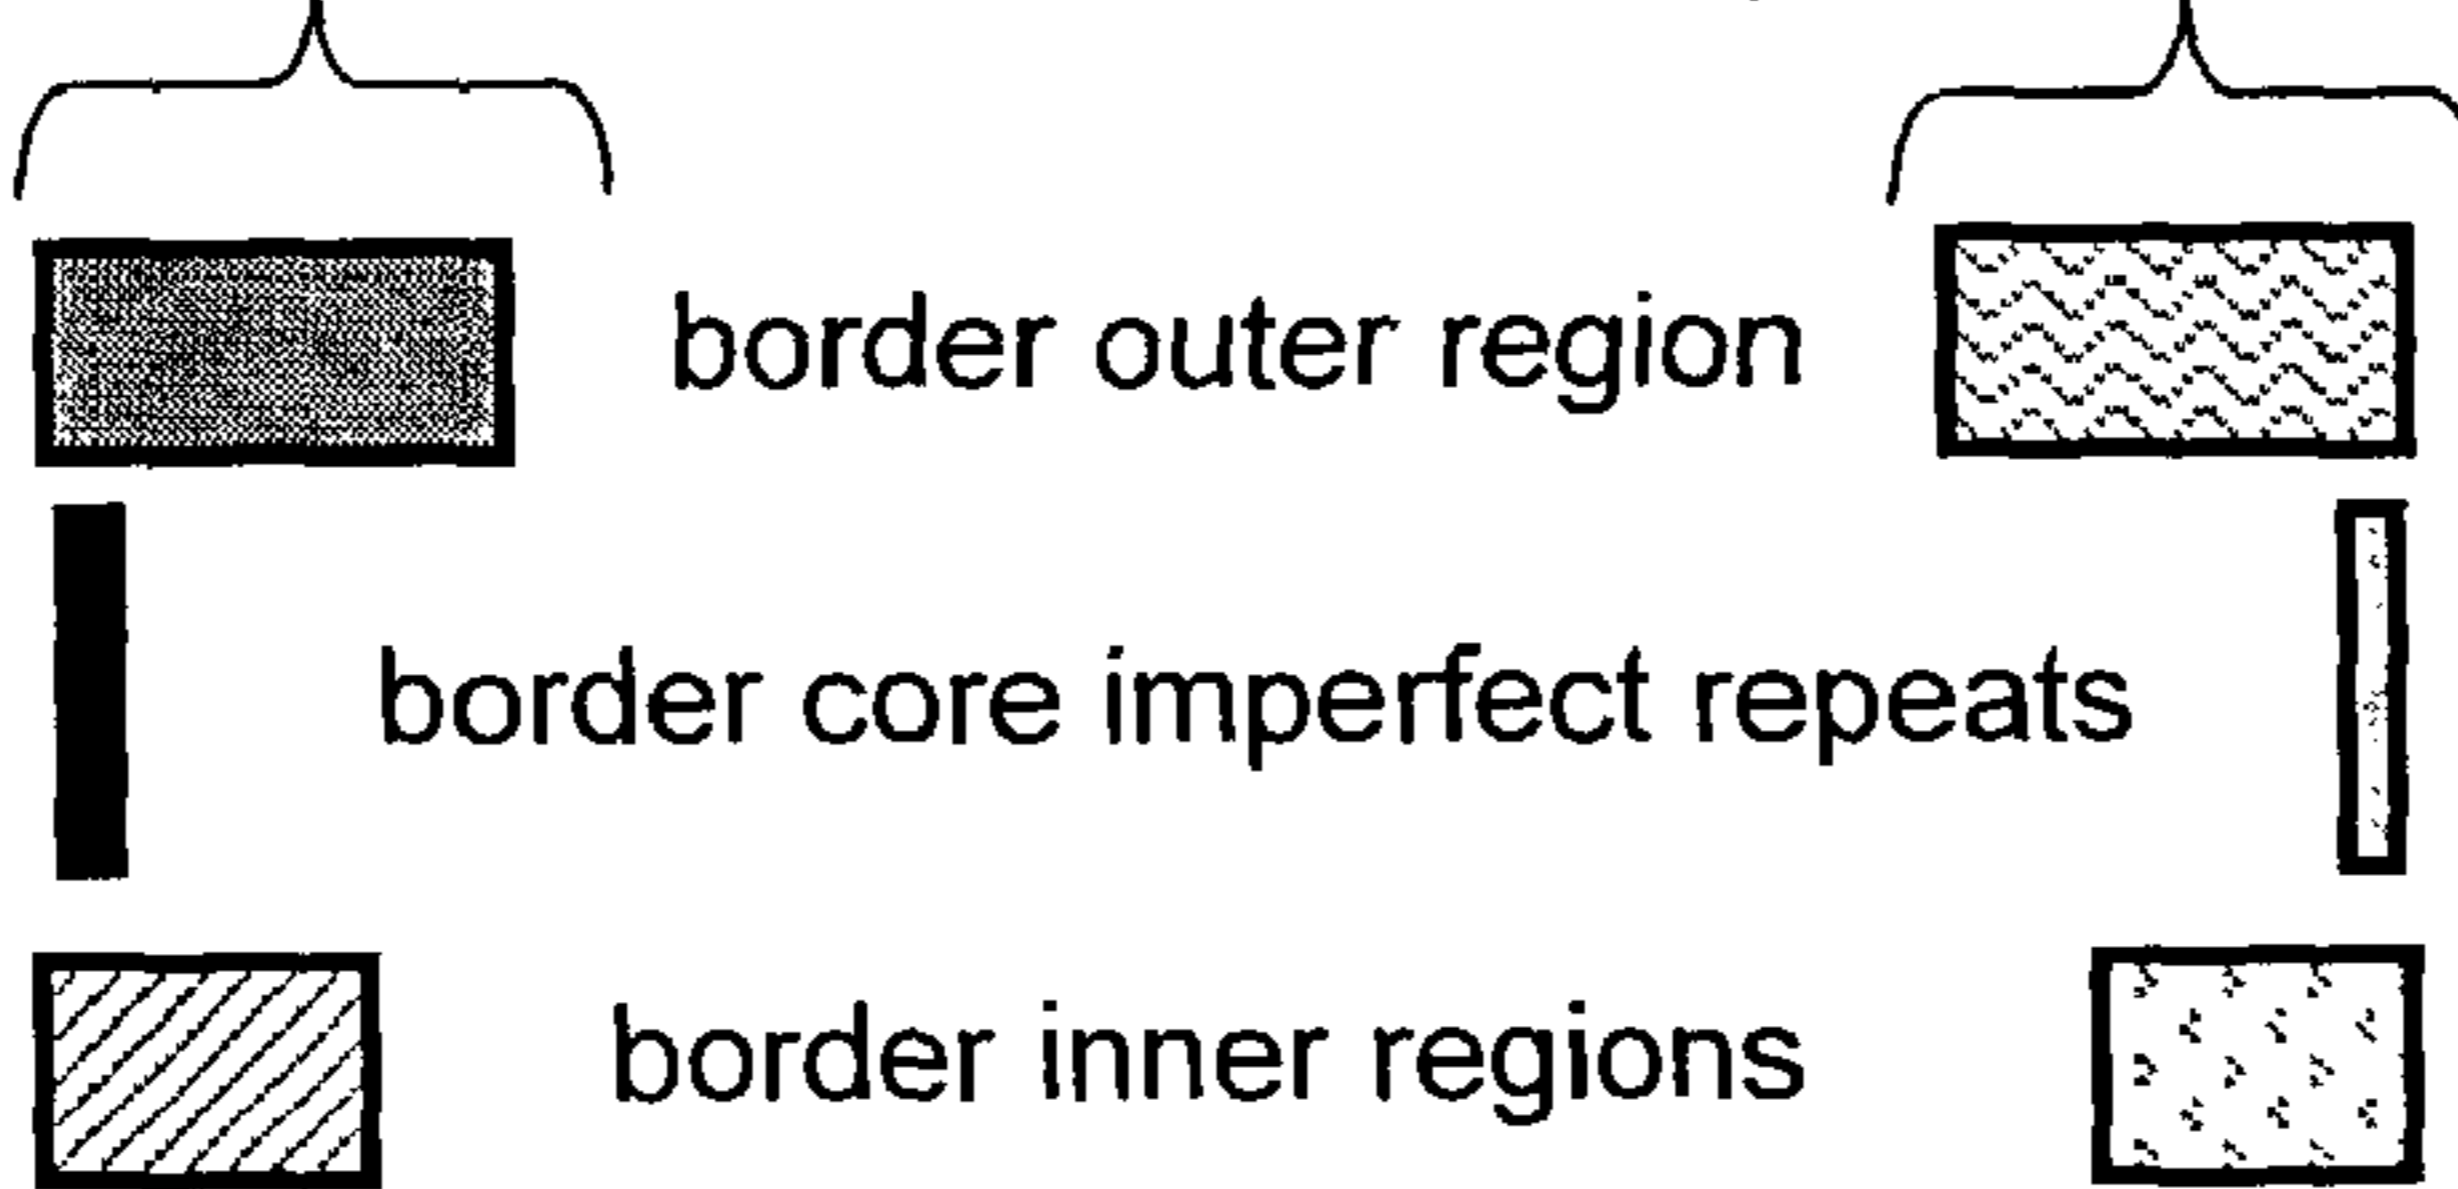 border outer region
border core imperfect repeats
border inner regions